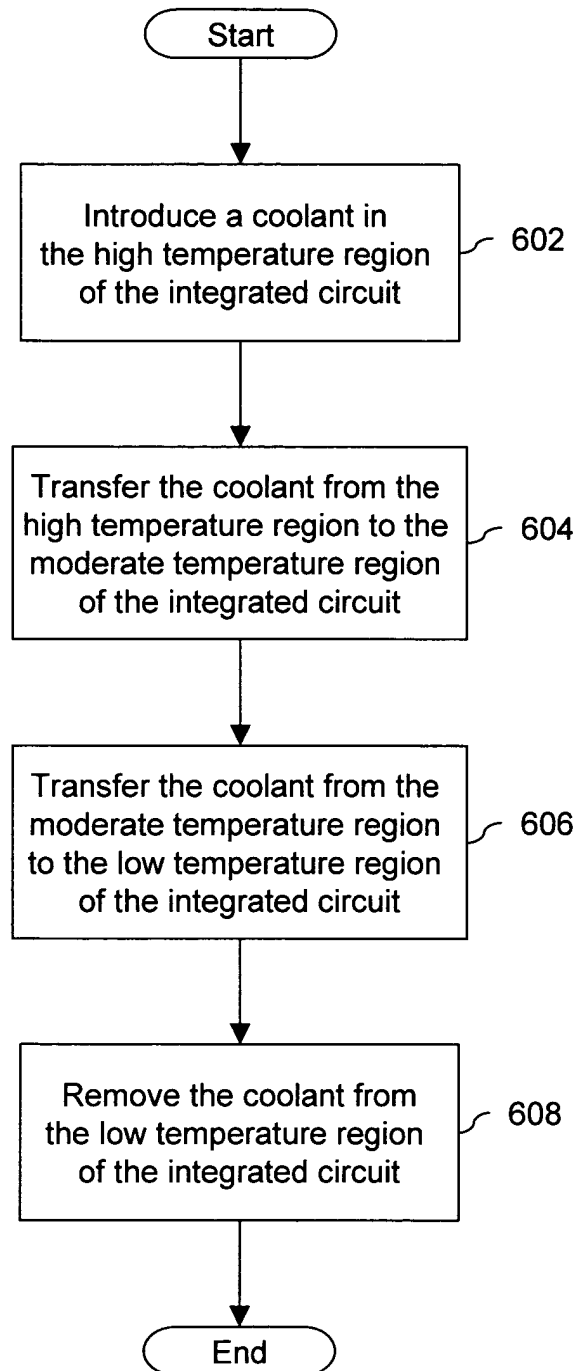 Start
Introduce a coolant in
the high temperature region
of the integrated circuit
602
Transfer the coolant from the
high temperature region to the
moderate temperature region
of the integrated circuit
604
Transfer the coolant from the
moderate temperature region
to the low temperature region
of the integrated circuit
606
Remove the coolant from
the low temperature region
of the integrated circuit
608
End